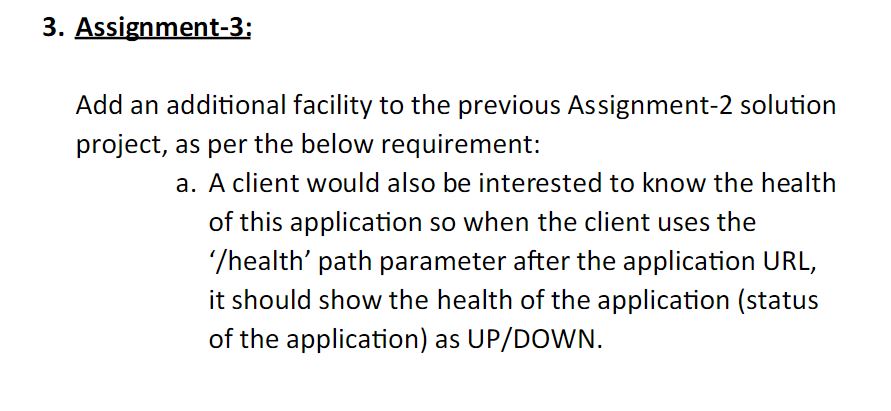 3. Assignment-3:
Add an additional facility to the previous Assignment-2 solution
project, as per the below requirement:
a. A client would also be interested to know the health
of this application so when the client uses the
‘/health’ path parameter after the application URL,
it should show the health of the application (status
of the application) as UP/DOWN.